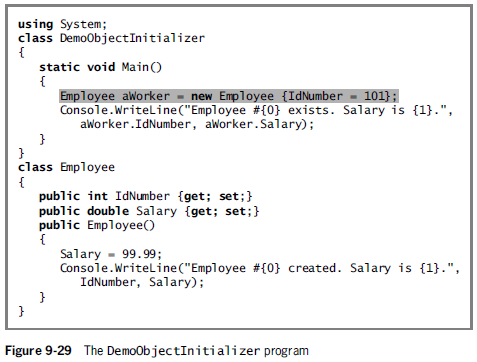 using System;
class DemoObjectInitializer
{
static void Main()
{
Employee aWorker = new Employee {IdNumber = 101};
Console.WriteLine("Employee #{0} exists. Salary is {1}.",
aWorker.IdNumber, aWorker.Salary);
}
}
class Employee
{
public int IdNumber {get; set;}
public double Salary {get; set;}
public Employee()
{
Salary = 99.99;
Console.WriteLine("Employee #{0} created. Salary is {1}.",
IdNumber, Salary);
}
}
Figure 9-29 The DemoObjectInitializer program